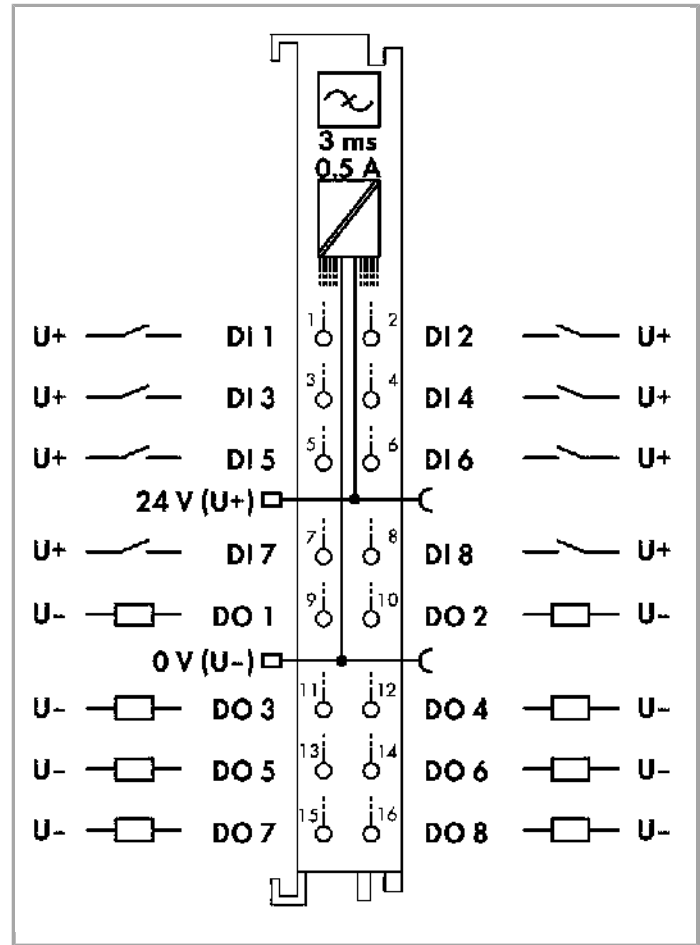 3 ms
0,5 A
U+ DI 1 1 2 DI 2 U+
U+ DI 3 3 4 DI 4 U+
U+ DI 5 5 6 DI 6 U+
24 V (U+)
U+ DI 7 7 8 DI 8 U+
U- DO 1 9 10 DO 2 U-
0 V (U-)
U- DO 3 11 12 DO 4 U-
U- DO 5 13 14 DO 6 U-
U- DO 7 15 16 DO 8 U-